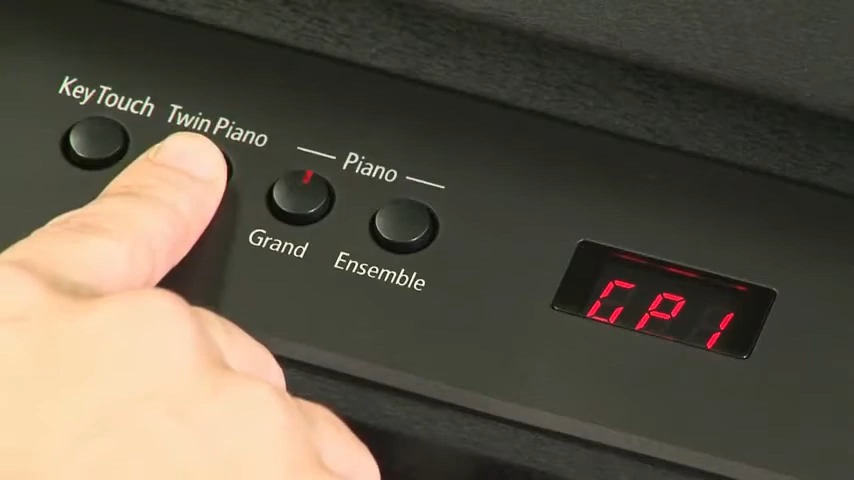 Key Touch
Twin Piano
Piano
Grand
Ensemble
GP1